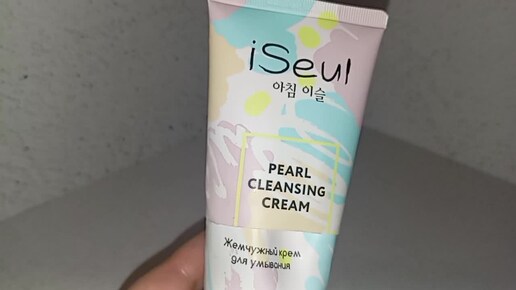 iSeul
아침 이슬
PEARL
CLEANSING
CREAM
Жемчужный крем
для умывания